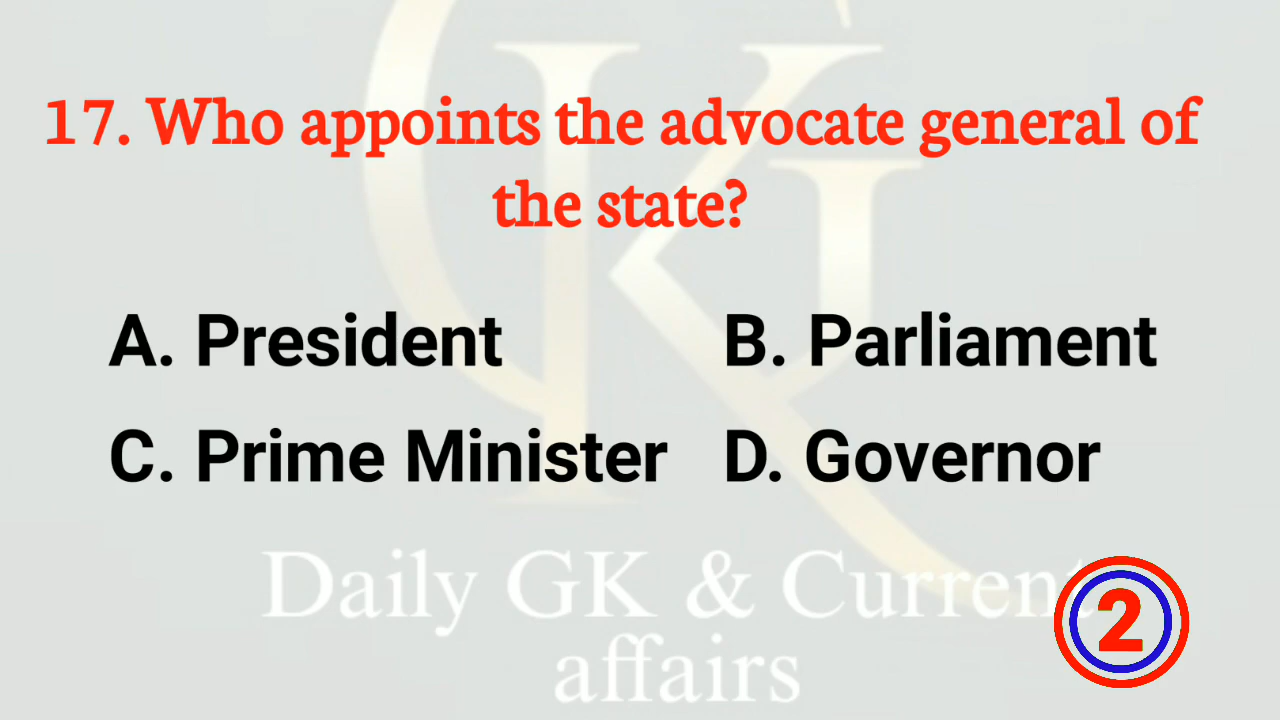 17. Who appoints the advocate general of
the state?
A. President B. Parliament
C. Prime Minister D. Governor
Daily GK & Current
affairs
2